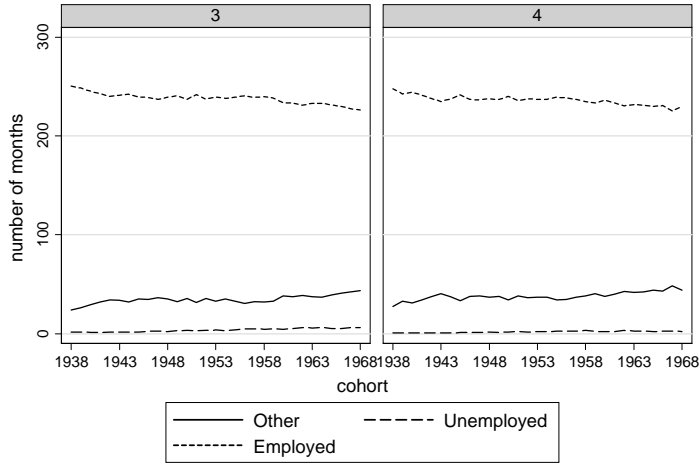 3 4
300
200
100
0
number of months
1938 1943 1948 1953 1958 1963 1968 1938 1943 1948 1953 1958 1963 1968
cohort
Other Unemployed
Employed